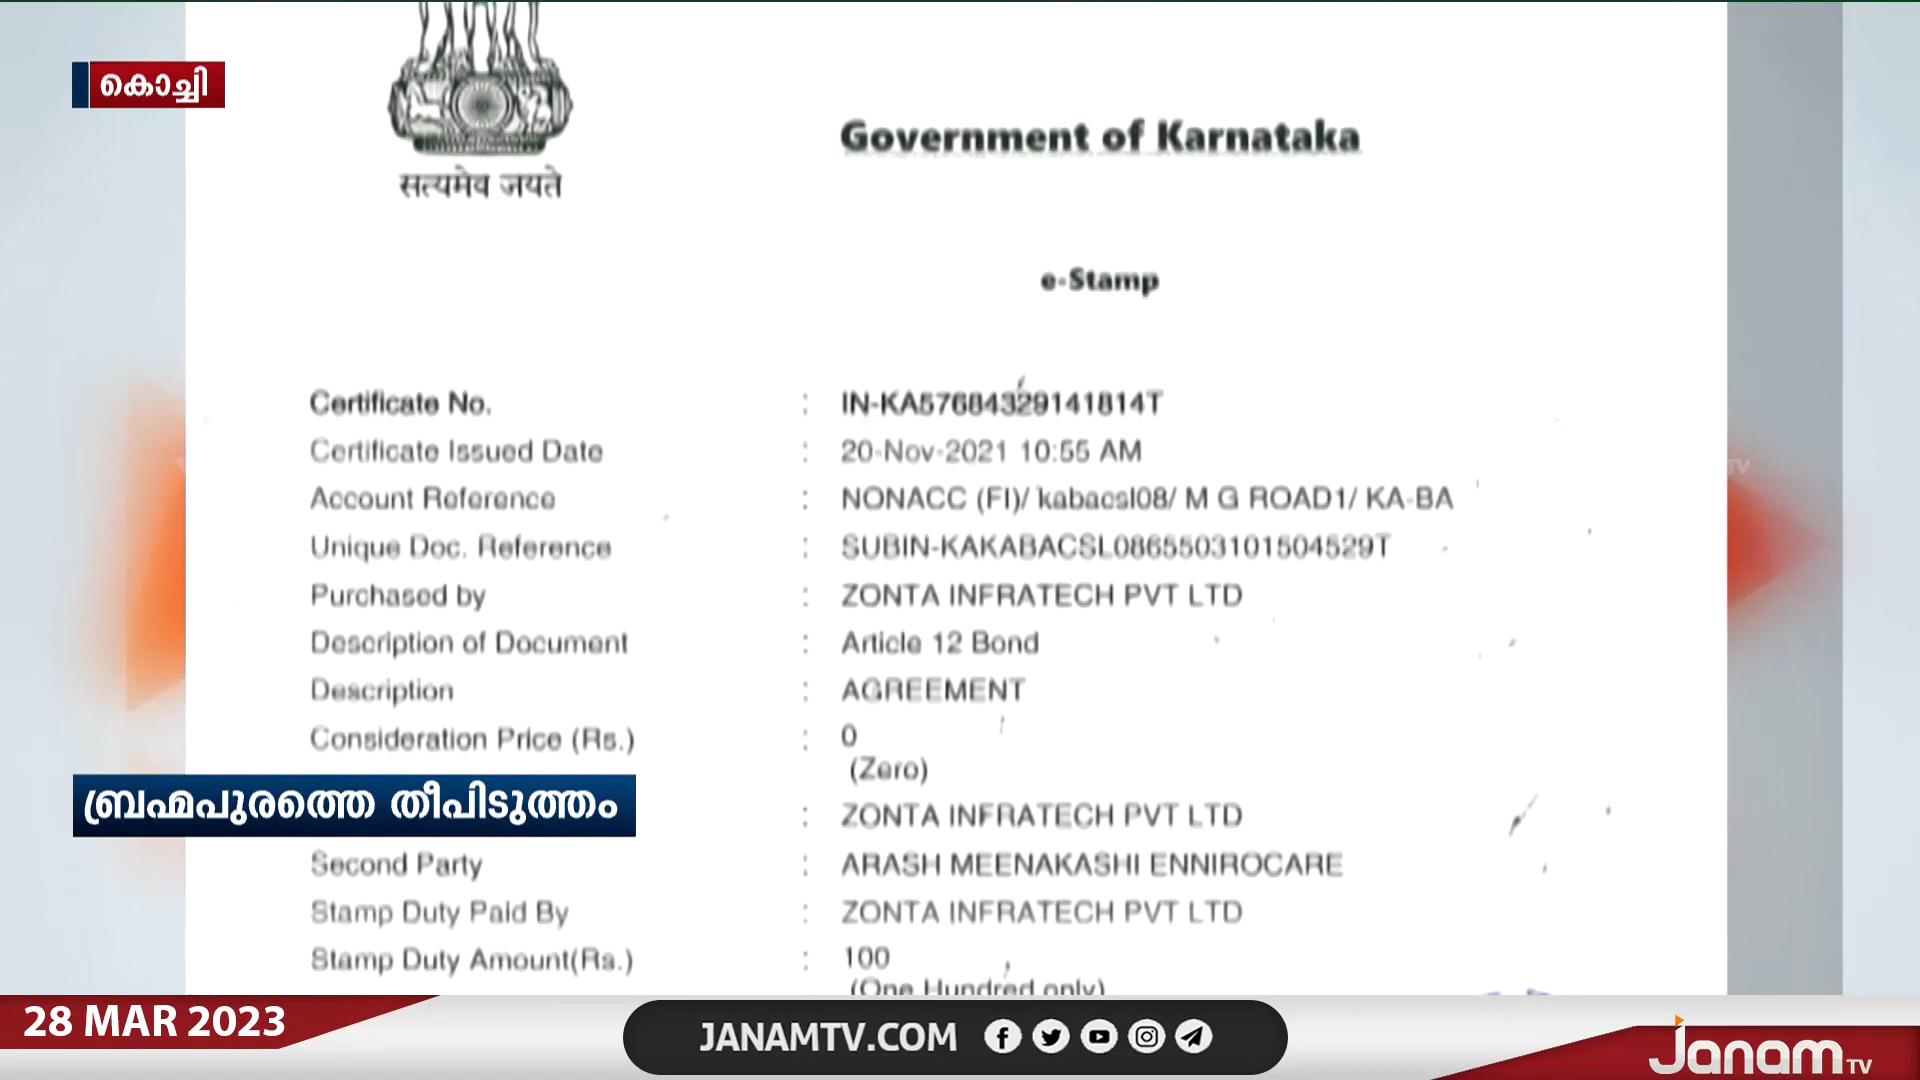 കൊച്ചി
सत्यमेव जयते
Government of Karnataka
e-Stamp
Certificate No. : IN-KA57684329141814T
Certificate Issued Date : 20-Nov-2021 10:55 AM
Account Reference : NONACC (FI)/ kabacsl08/ M G ROAD1/ KA-BA
Unique Doc. Reference : SUBIN-KAKABACSL0865503101504529T
Purchased by : ZONTA INFRATECH PVT LTD
Description of Document : Article 12 Bond
Description : AGREEMENT
Consideration Price (Rs.) : 0
(Zero)
ബ്രഹ്മപുരത്തെ തീപിടുത്തം
: ZONTA INFRATECH PVT LTD
Second Party : ARASH MEENAKASHI ENNIROCARE
Stamp Duty Paid By : ZONTA INFRATECH PVT LTD
Stamp Duty Amount(Rs.) : 100
(One Hundred only)
28 MAR 2023
JANAMTV.COM
Janam TV